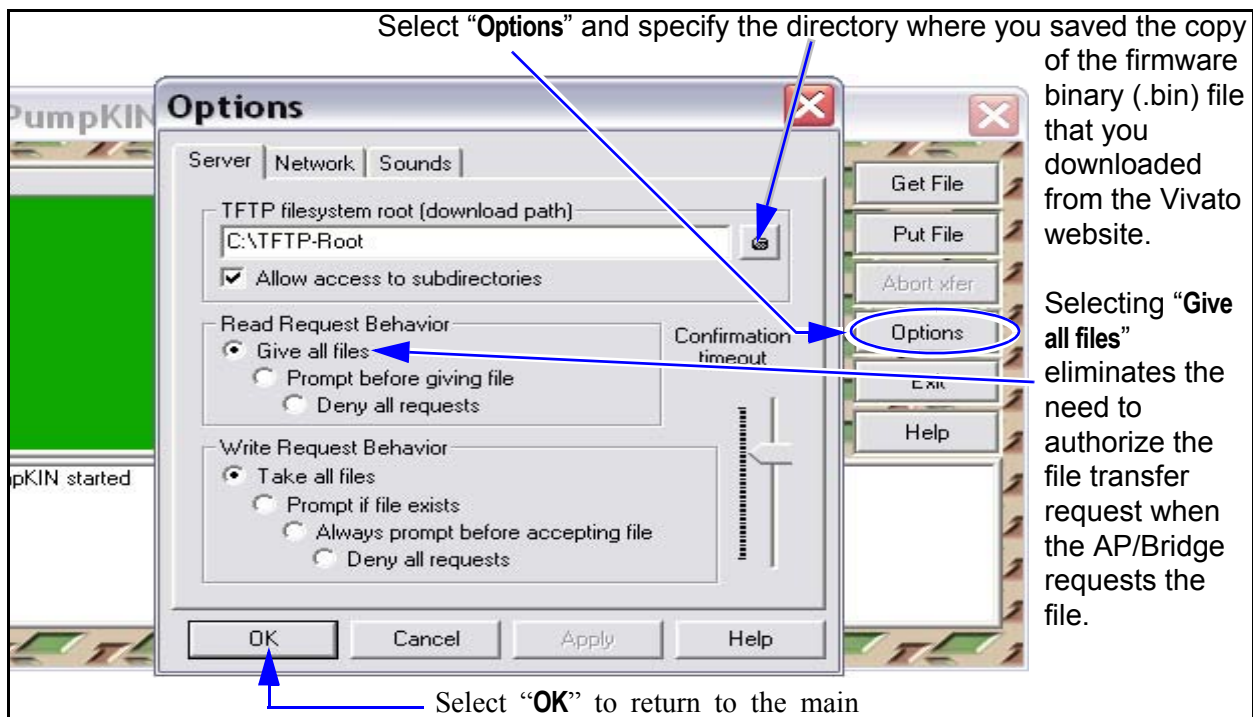 Select “Options” and specify the directory where you saved the copy
of the firmware
binary (.bin) file
that you
downloaded
from the Vivato
website.
Selecting “Give
all files”
eliminates the
need to
authorize the
file transfer
request when
the AP/Bridge
requests the
file.
PumpKIN
Options
Server
Network
Sounds
TFTP filesystem root (download path)
C:\TFTP-Root
Allow access to subdirectories
Read Request Behavior
Give all files
Prompt before giving file
Deny all requests
Confirmation
timeout
Write Request Behavior
Take all files
Prompt if file exists
Always prompt before accepting file
Deny all requests
OK
Cancel
Apply
Help
Get File
Put File
Abort xfer
Options
Exit
Help
pKIN started
Select “OK” to return to the main